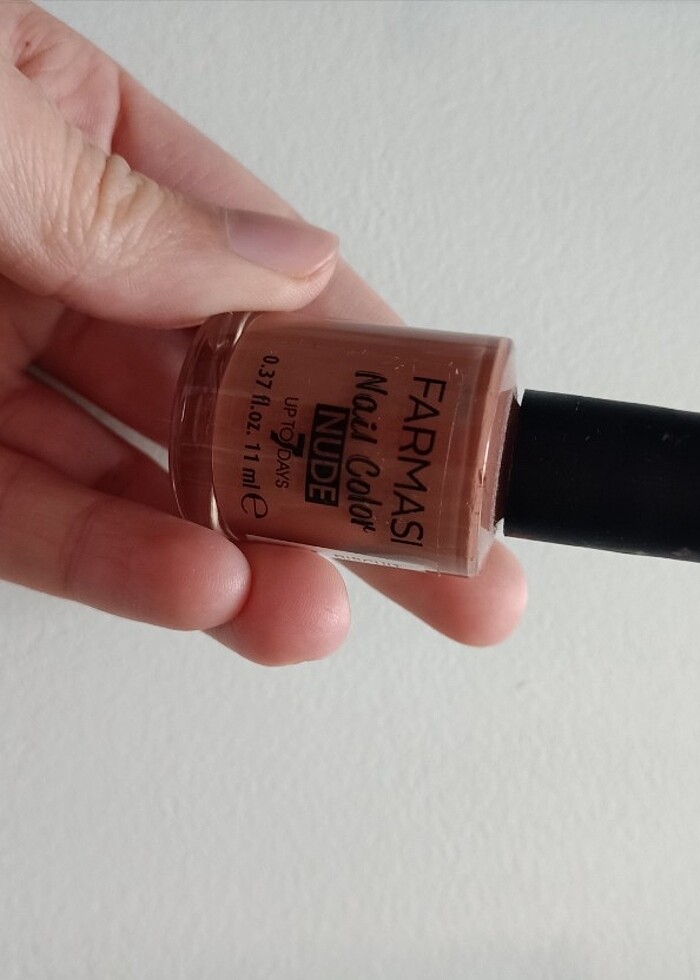 FARMASI
Nail Color
NUDE
UP TO
7
DAYS
0.37 fl.oz. 11 ml ℮